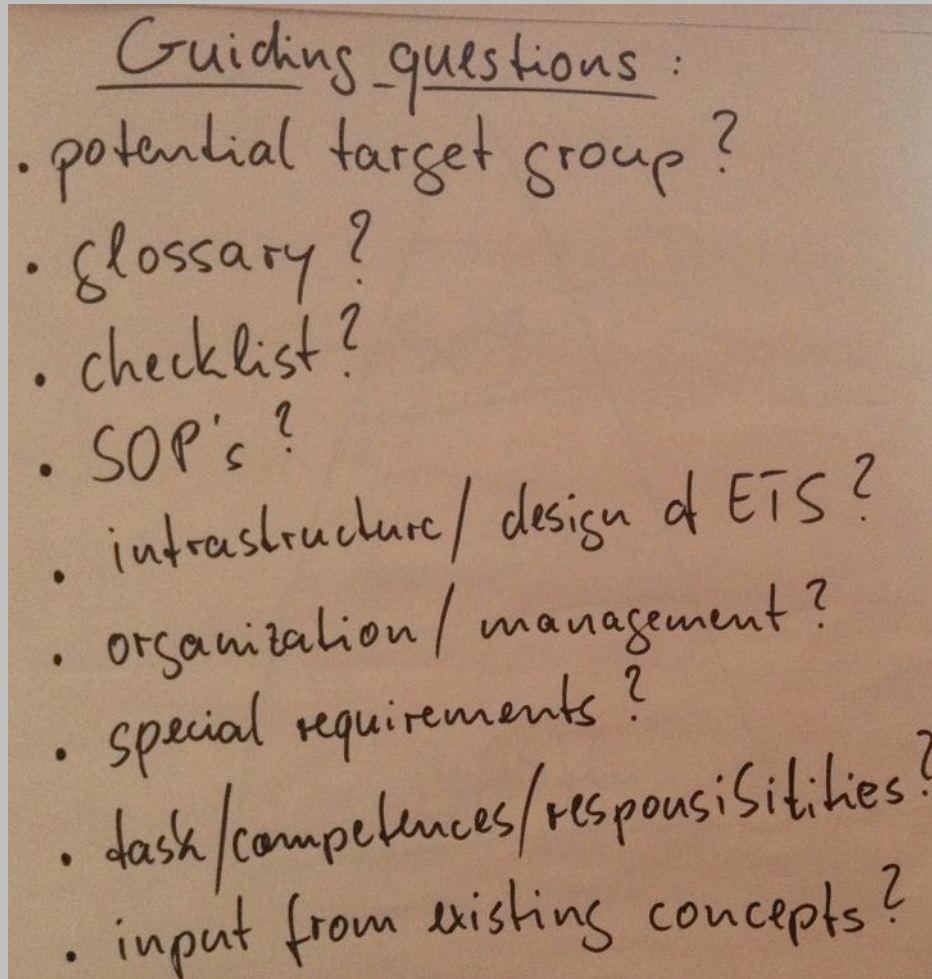 Guiding questions:
• potential target group?
• glossary?
• checklist?
• SOP's?
• infrastructure/ design of ETS?
• organization/ management?
• special requirements?
• task/competences/responsibilities?
• input from existing concepts?